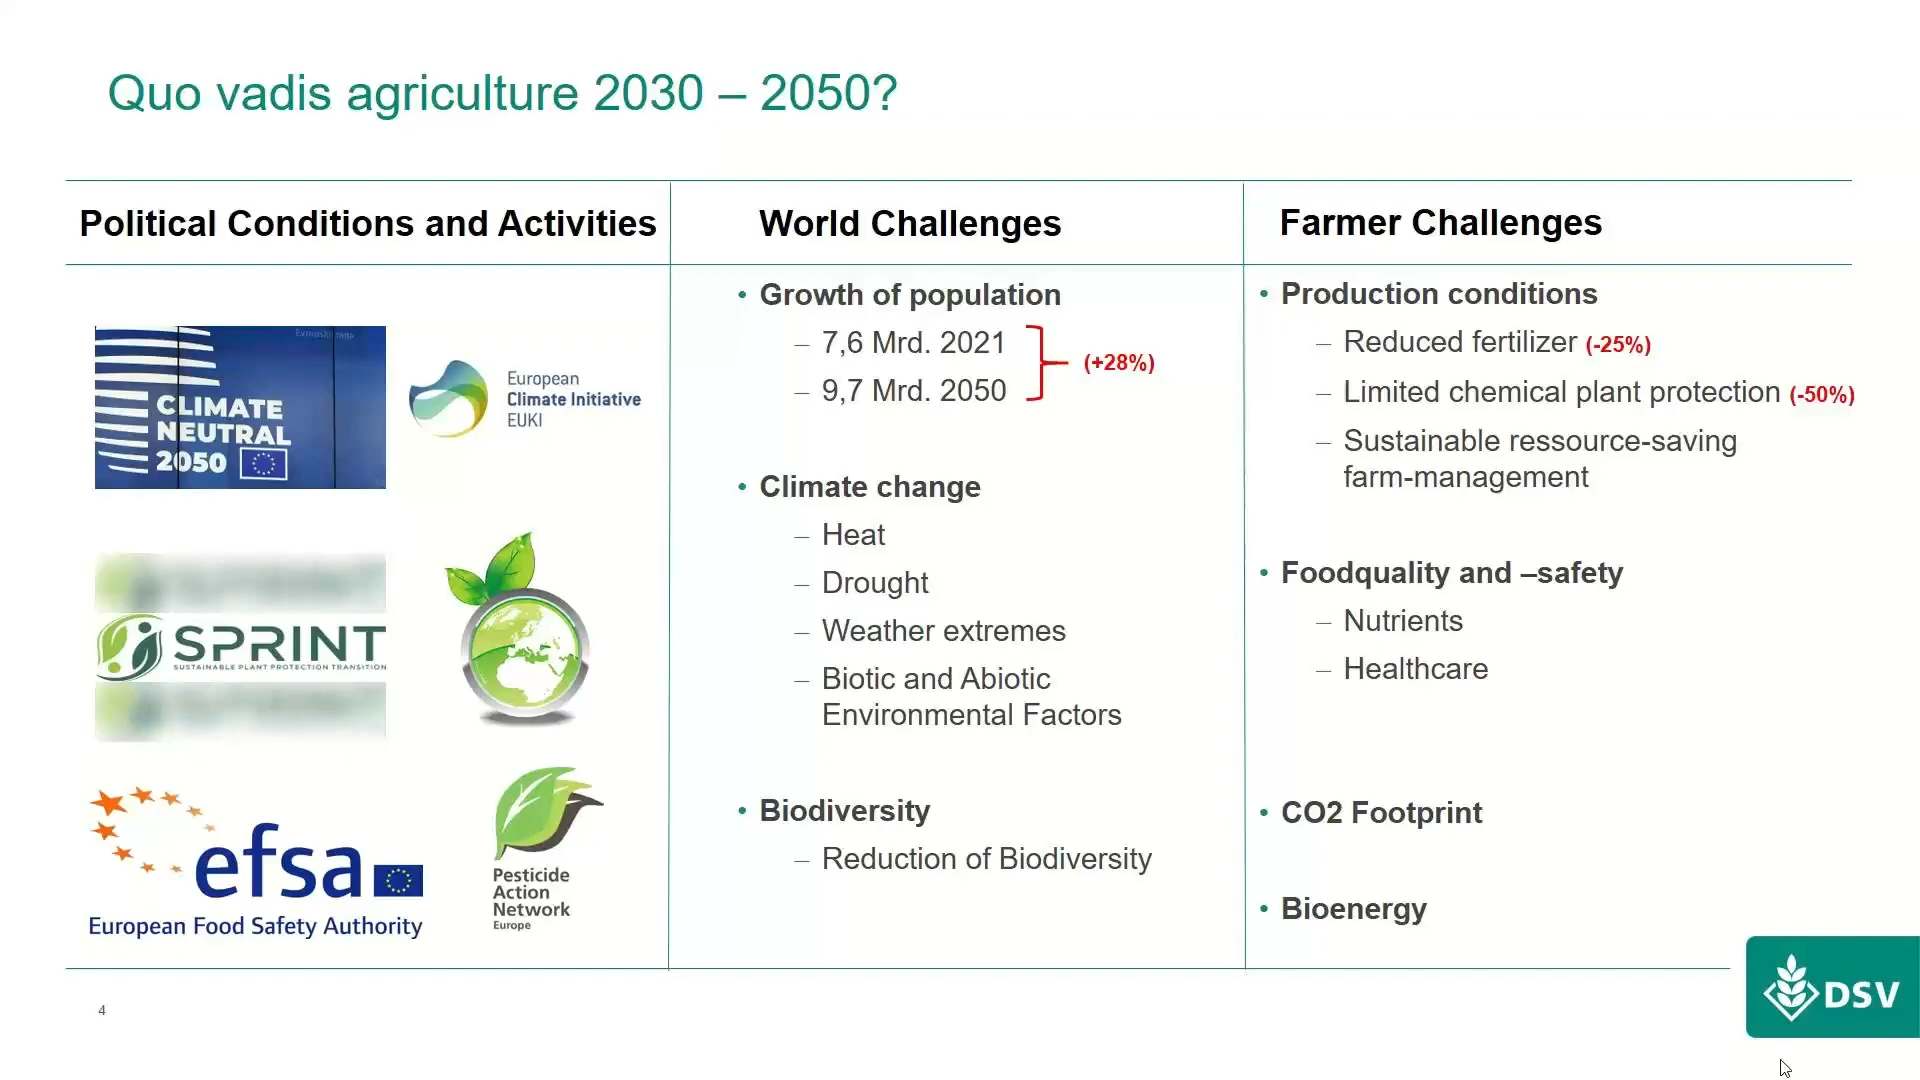 Quo vadis agriculture 2030 – 2050?
Political Conditions and Activities
CLIMATE
NEUTRAL
2050
European
Climate Initiative
EUKI
SPRINT
SUSTAINABLE PLANT PROTECTION TRANSITION
efsa
European Food Safety Authority
Pesticide
Action
Network
Europe
World Challenges
• Growth of population
– 7,6 Mrd. 2021
– 9,7 Mrd. 2050
(+28%)
• Climate change
– Heat
– Drought
– Weather extremes
– Biotic and Abiotic
Environmental Factors
• Biodiversity
– Reduction of Biodiversity
Farmer Challenges
• Production conditions
– Reduced fertilizer (-25%)
– Limited chemical plant protection (-50%)
– Sustainable ressource-saving
farm-management
• Foodquality and –safety
– Nutrients
– Healthcare
• CO2 Footprint
• Bioenergy
4
DSV